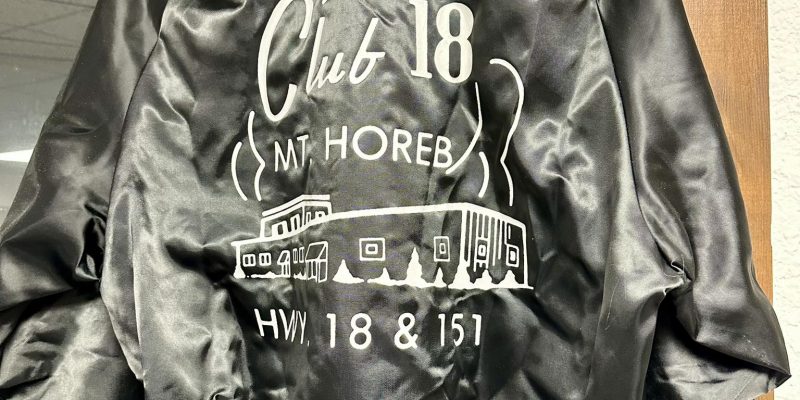 Club 18
MT. HOREB
HWY. 18 & 151